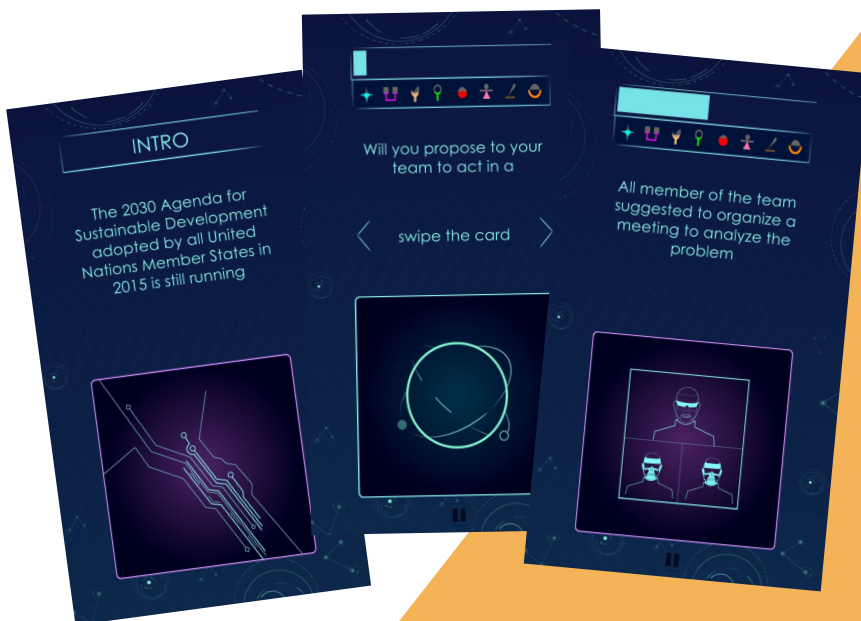 INTRO
The 2030 Agenda for
Sustainable Development
adopted by all United
Nations Member States in
2015 is still running
Will you propose to your
team to act in a
swipe the card
All member of the team
suggested to organize a
meeting to analyze the
problem